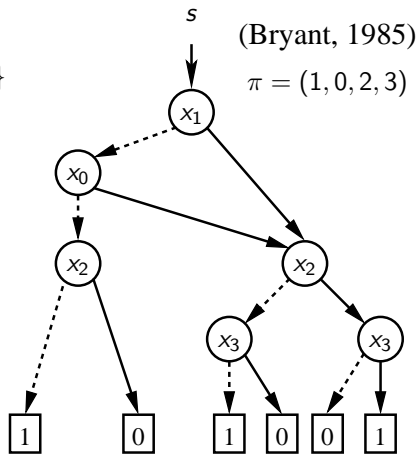 s
(Bryant, 1985)
π = (1, 0, 2, 3)
}
x₁
x₀
x₂ x₂
x₃ x₃
1 0 1 0 0 1